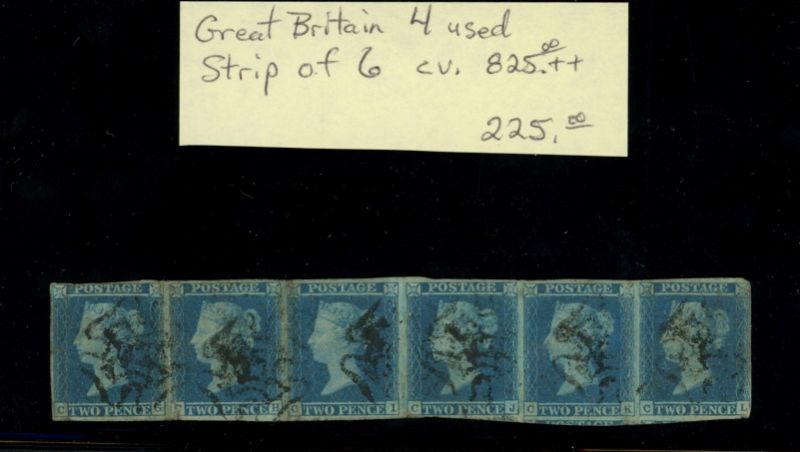 Great Britain 4 used
Strip of 6 cv. 825.00++
225.00
POSTAGE POSTAGE POSTAGE POSTAGE POSTAGE POSTAGE
C TWO PENCE G TWO PENCE H C TWO PENCE I C TWO PENCE J C TWO PENCE K C TWO PENCE L